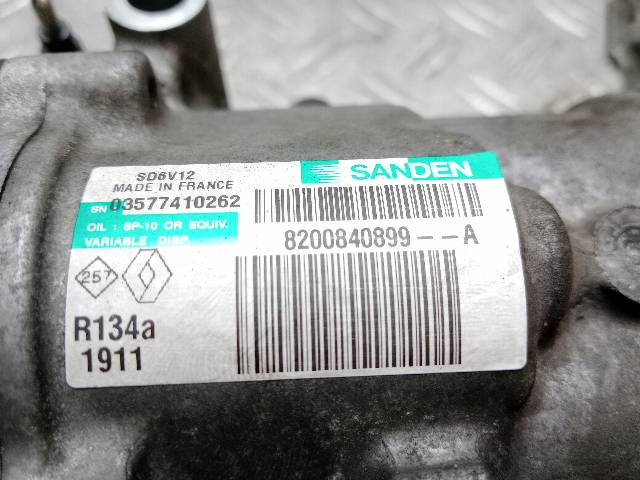 SD6V12
MADE IN FRANCE
SN 03577410262
OIL : SP-10 OR EQUIV.
VARIABLE DISP.
SANDEN
8200840899--A
257
R134a
1911